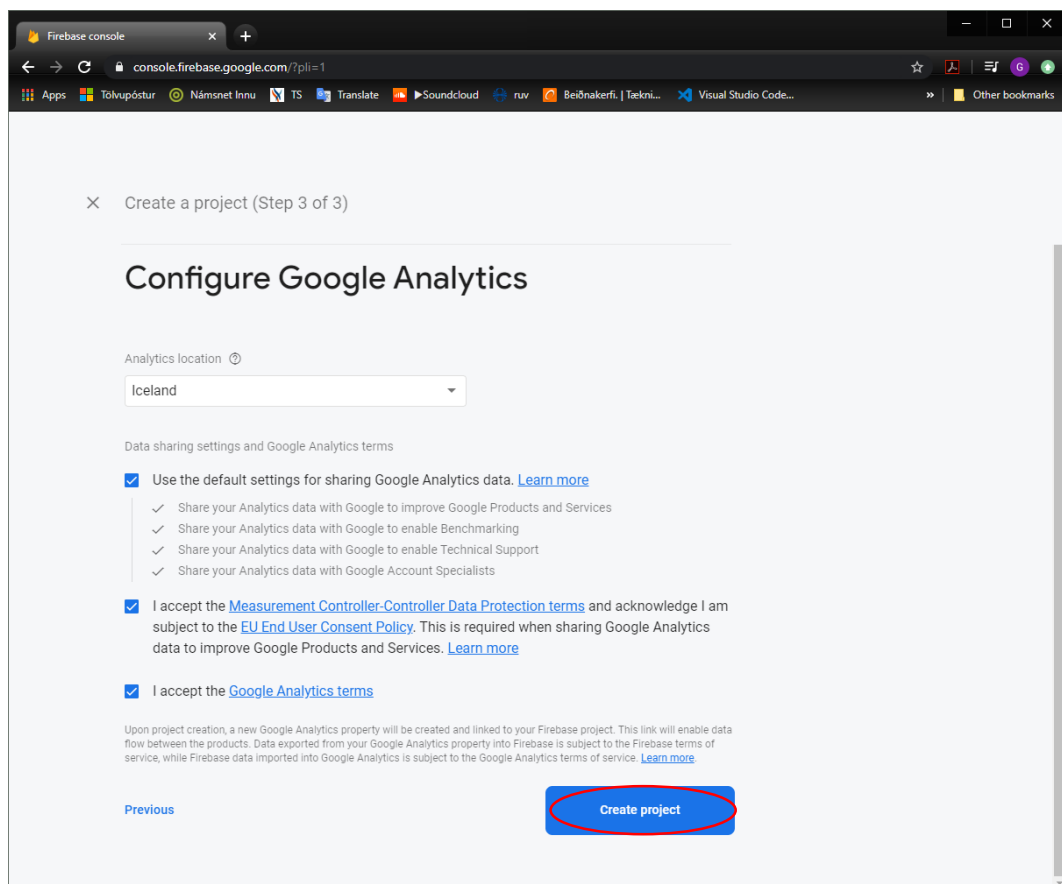 Firebase console
console.firebase.google.com/?pli=1
G
Apps Tölvupóstur Námsnet Innu TS Translate ▶Soundcloud ruv Beiðnakerfi. | Tækni... Visual Studio Code... » Other bookmarks
Create a project (Step 3 of 3)
Configure Google Analytics
Analytics location
Iceland
Data sharing settings and Google Analytics terms
Use the default settings for sharing Google Analytics data. Learn more
Share your Analytics data with Google to improve Google Products and Services
Share your Analytics data with Google to enable Benchmarking
Share your Analytics data with Google to enable Technical Support
Share your Analytics data with Google Account Specialists
I accept the Measurement Controller-Controller Data Protection terms and acknowledge I am
subject to the EU End User Consent Policy. This is required when sharing Google Analytics
data to improve Google Products and Services. Learn more
I accept the Google Analytics terms
Upon project creation, a new Google Analytics property will be created and linked to your Firebase project. This link will enable data
flow between the products. Data exported from your Google Analytics property into Firebase is subject to the Firebase terms of
service, while Firebase data imported into Google Analytics is subject to the Google Analytics terms of service. Learn more.
Previous Create project